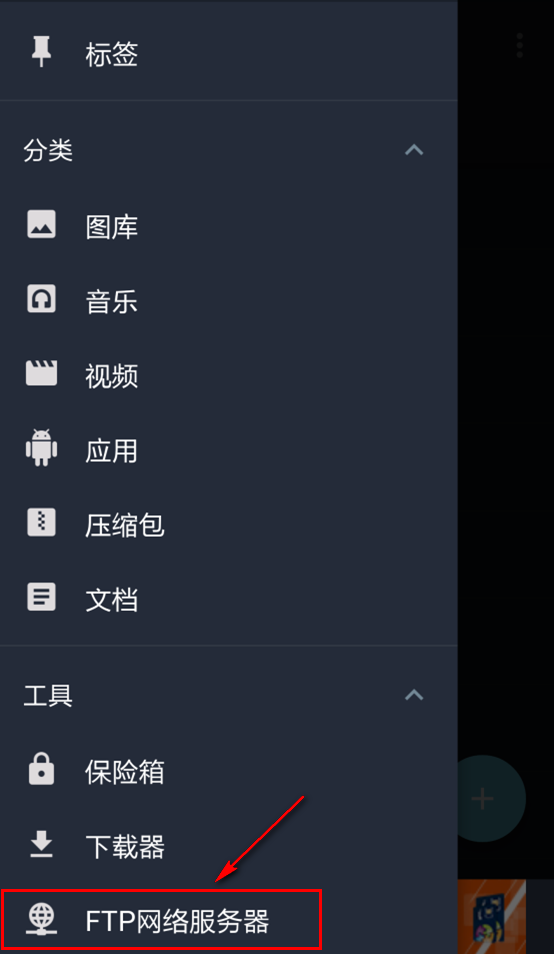 标签
分类
图库
音乐
视频
应用
压缩包
文档
工具
保险箱
下载器
FTP网络服务器